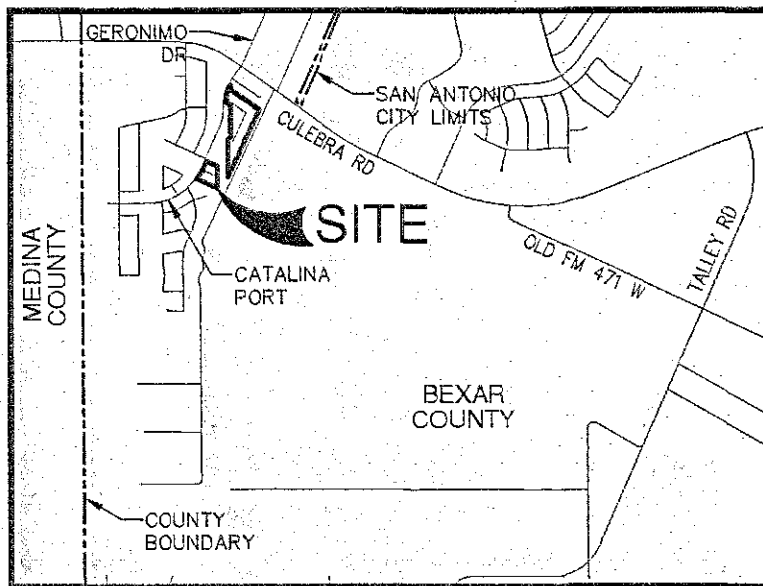 GERONIMO
DR
SAN ANTONIO
CITY LIMITS
CULEBRA RD
SITE
CATALINA
PORT
MEDINA
COUNTY
OLD FM 471 W
TALLEY RD
BEXAR
COUNTY
COUNTY
BOUNDARY